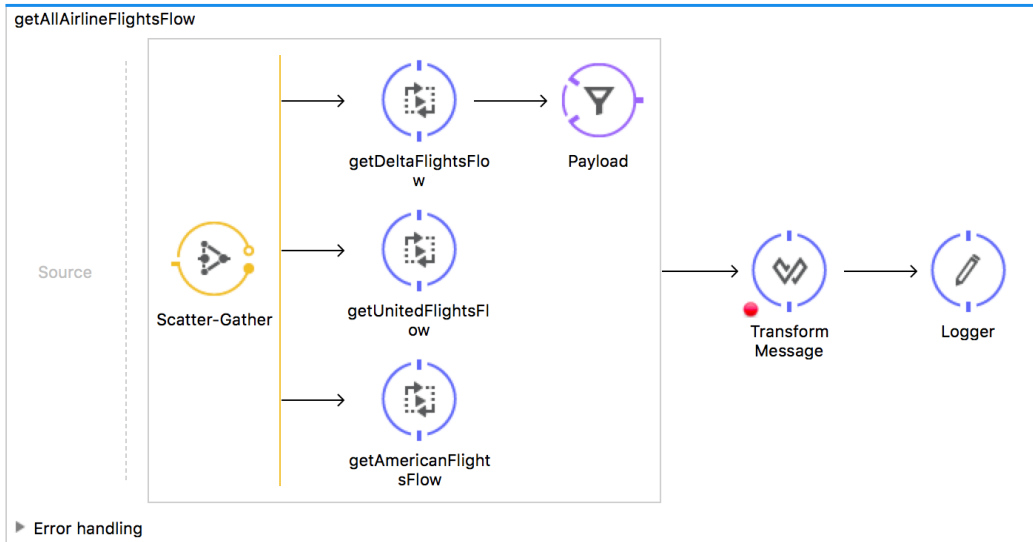 getAllAirlineFlightsFlow
getDeltaFlightsFlo
w
Payload
Source
Scatter-Gather
getUnitedFlightsFl
ow
Transform
Message
Logger
getAmericanFlight
sFlow
Error handling